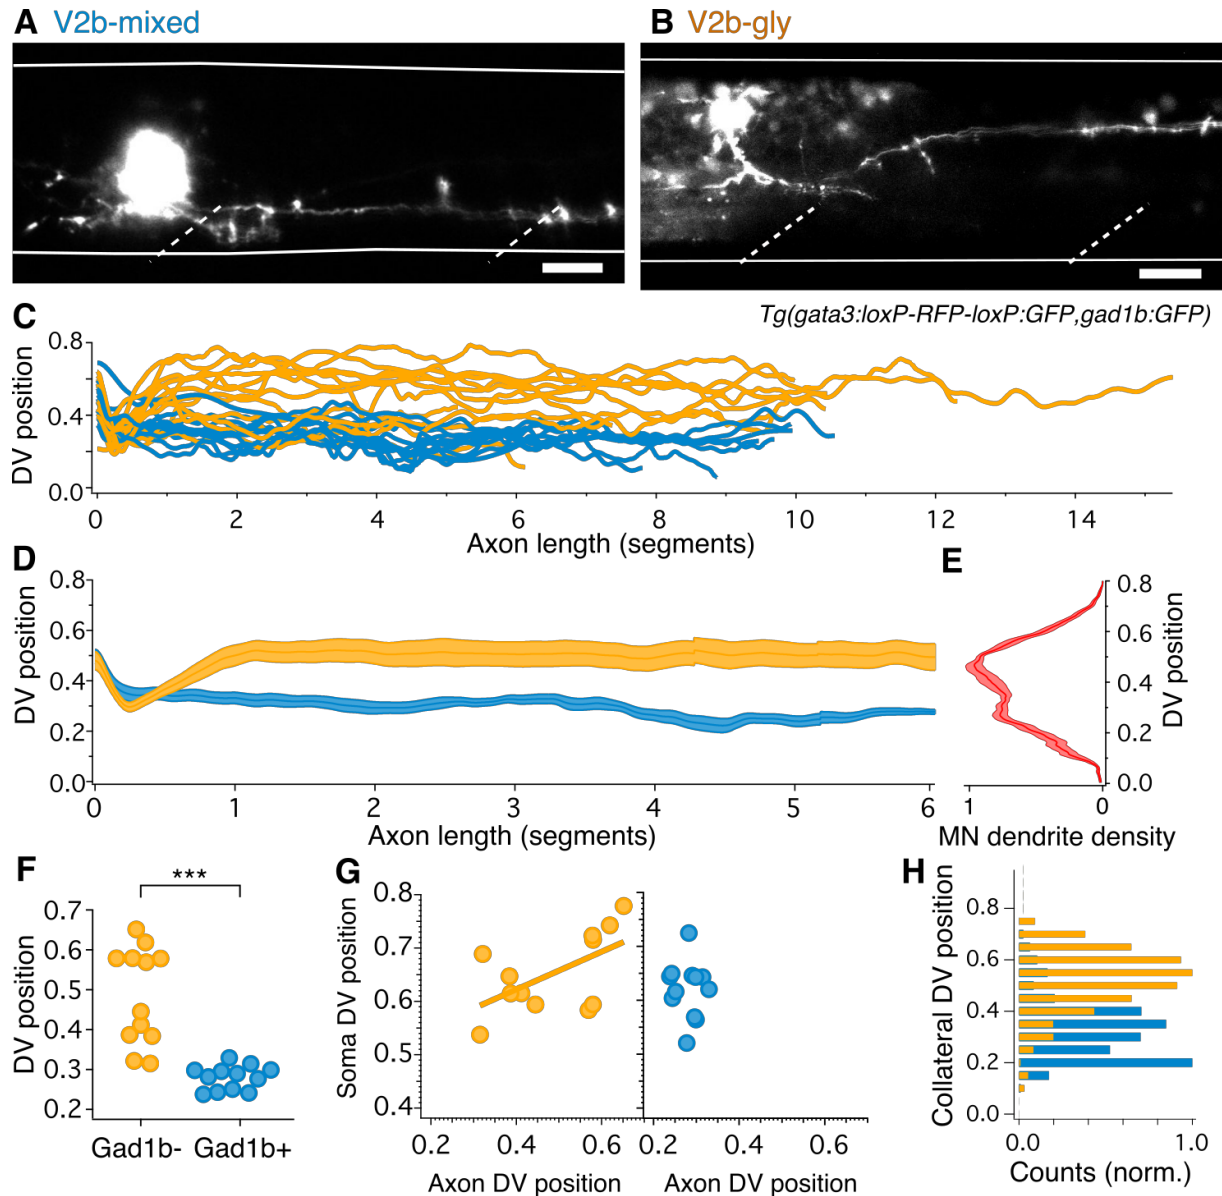 A V2b-mixed
B V2b-gly
Tg(gata3:loxP-RFP-loxP:GFP,gad1b:GFP)
C
DV position
0.8
0.4
0.0
0 2 4 6 8 10 12 14
Axon length (segments)
D
DV position
0.8
0.6
0.4
0.2
0.0
0 1 2 3 4 5 6
Axon length (segments)
E
0.8
0.6
0.4
0.2
0.0
DV position
1 0
MN dendrite density
F
***
DV position
0.7
0.6
0.5
0.4
0.3
0.2
Gad1b- Gad1b+
G
Soma DV position
0.8
0.7
0.6
0.5
0.4
0.2 0.4 0.6
Axon DV position
0.2 0.4 0.6
Axon DV position
H
Collateral DV position
0.8
0.6
0.4
0.2
0.0
0.0 1.0
Counts (norm.)